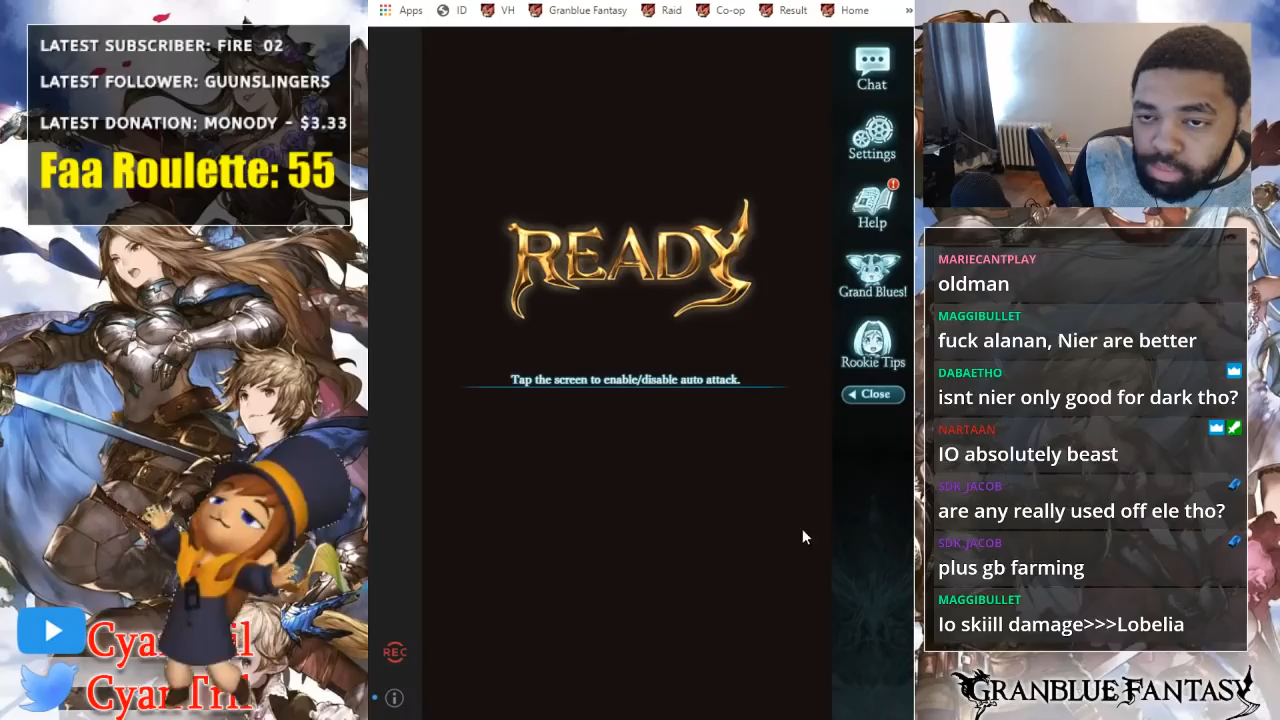 Apps ID VH Granblue Fantasy Raid Co-op Result Home »
LATEST SUBSCRIBER: FIRE 02
LATEST FOLLOWER: GUUNSLINGERS
LATEST DONATION: MONODY - $3.33
Faa Roulette: 55
READY
Tap the screen to enable/disable auto attack.
Chat
Settings
Help
Grand Blues!
Rookie Tips
Close
REC
MARIECANTPLAY
oldman
MAGGIBULLET
fuck alanan, Nier are better
DABAETHO
isnt nier only good for dark tho?
NARTAAN
IO absolutely beast
SDK_JACOB
are any really used off ele tho?
SDK_JACOB
plus gb farming
MAGGIBULLET
Io skiill damage>>>Lobelia
GRANBLUE FANTASY